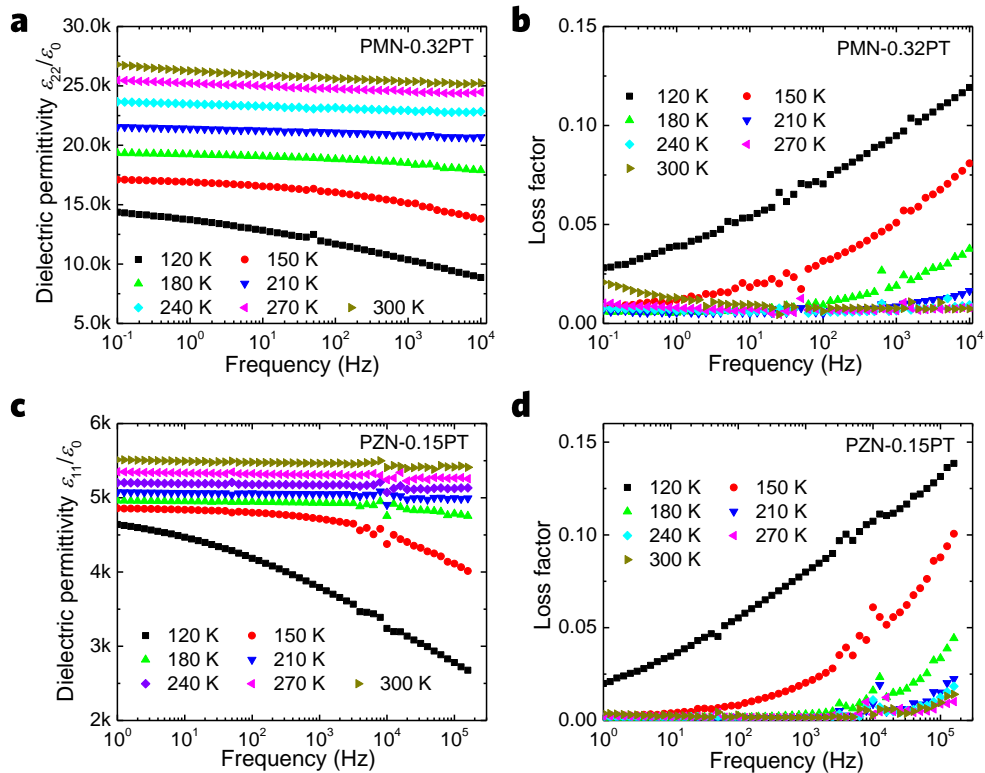 a
PMN-0.32PT
Dielectric permittivity ε22/ε0
30.0k
25.0k
20.0k
15.0k
10.0k
5.0k
120 K 150 K
180 K 210 K
240 K 270 K 300 K
10-1 100 101 102 103 104
Frequency (Hz)
b
PMN-0.32PT
Loss factor
0.15
0.10
0.05
0.00
120 K 150 K
180 K 210 K
240 K 270 K
300 K
10-1 100 101 102 103 104
Frequency (Hz)
c
PZN-0.15PT
Dielectric permittivity ε11/ε0
6k
5k
4k
3k
2k
120 K 150 K
180 K 210 K
240 K 270 K 300 K
100 101 102 103 104 105
Frequency (Hz)
d
PZN-0.15PT
Loss factor
0.15
0.10
0.05
0.00
120 K 150 K
180 K 210 K
240 K 270 K
300 K
100 101 102 103 104 105
Frequency (Hz)